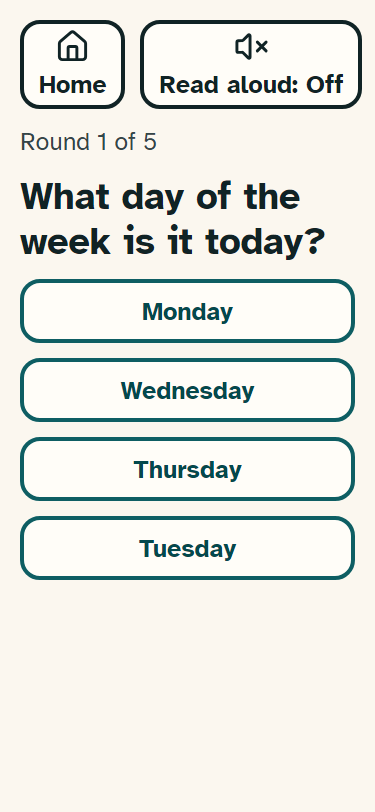 Home
Read aloud: Off
Round 1 of 5
What day of the
week is it today?
Monday
Wednesday
Thursday
Tuesday